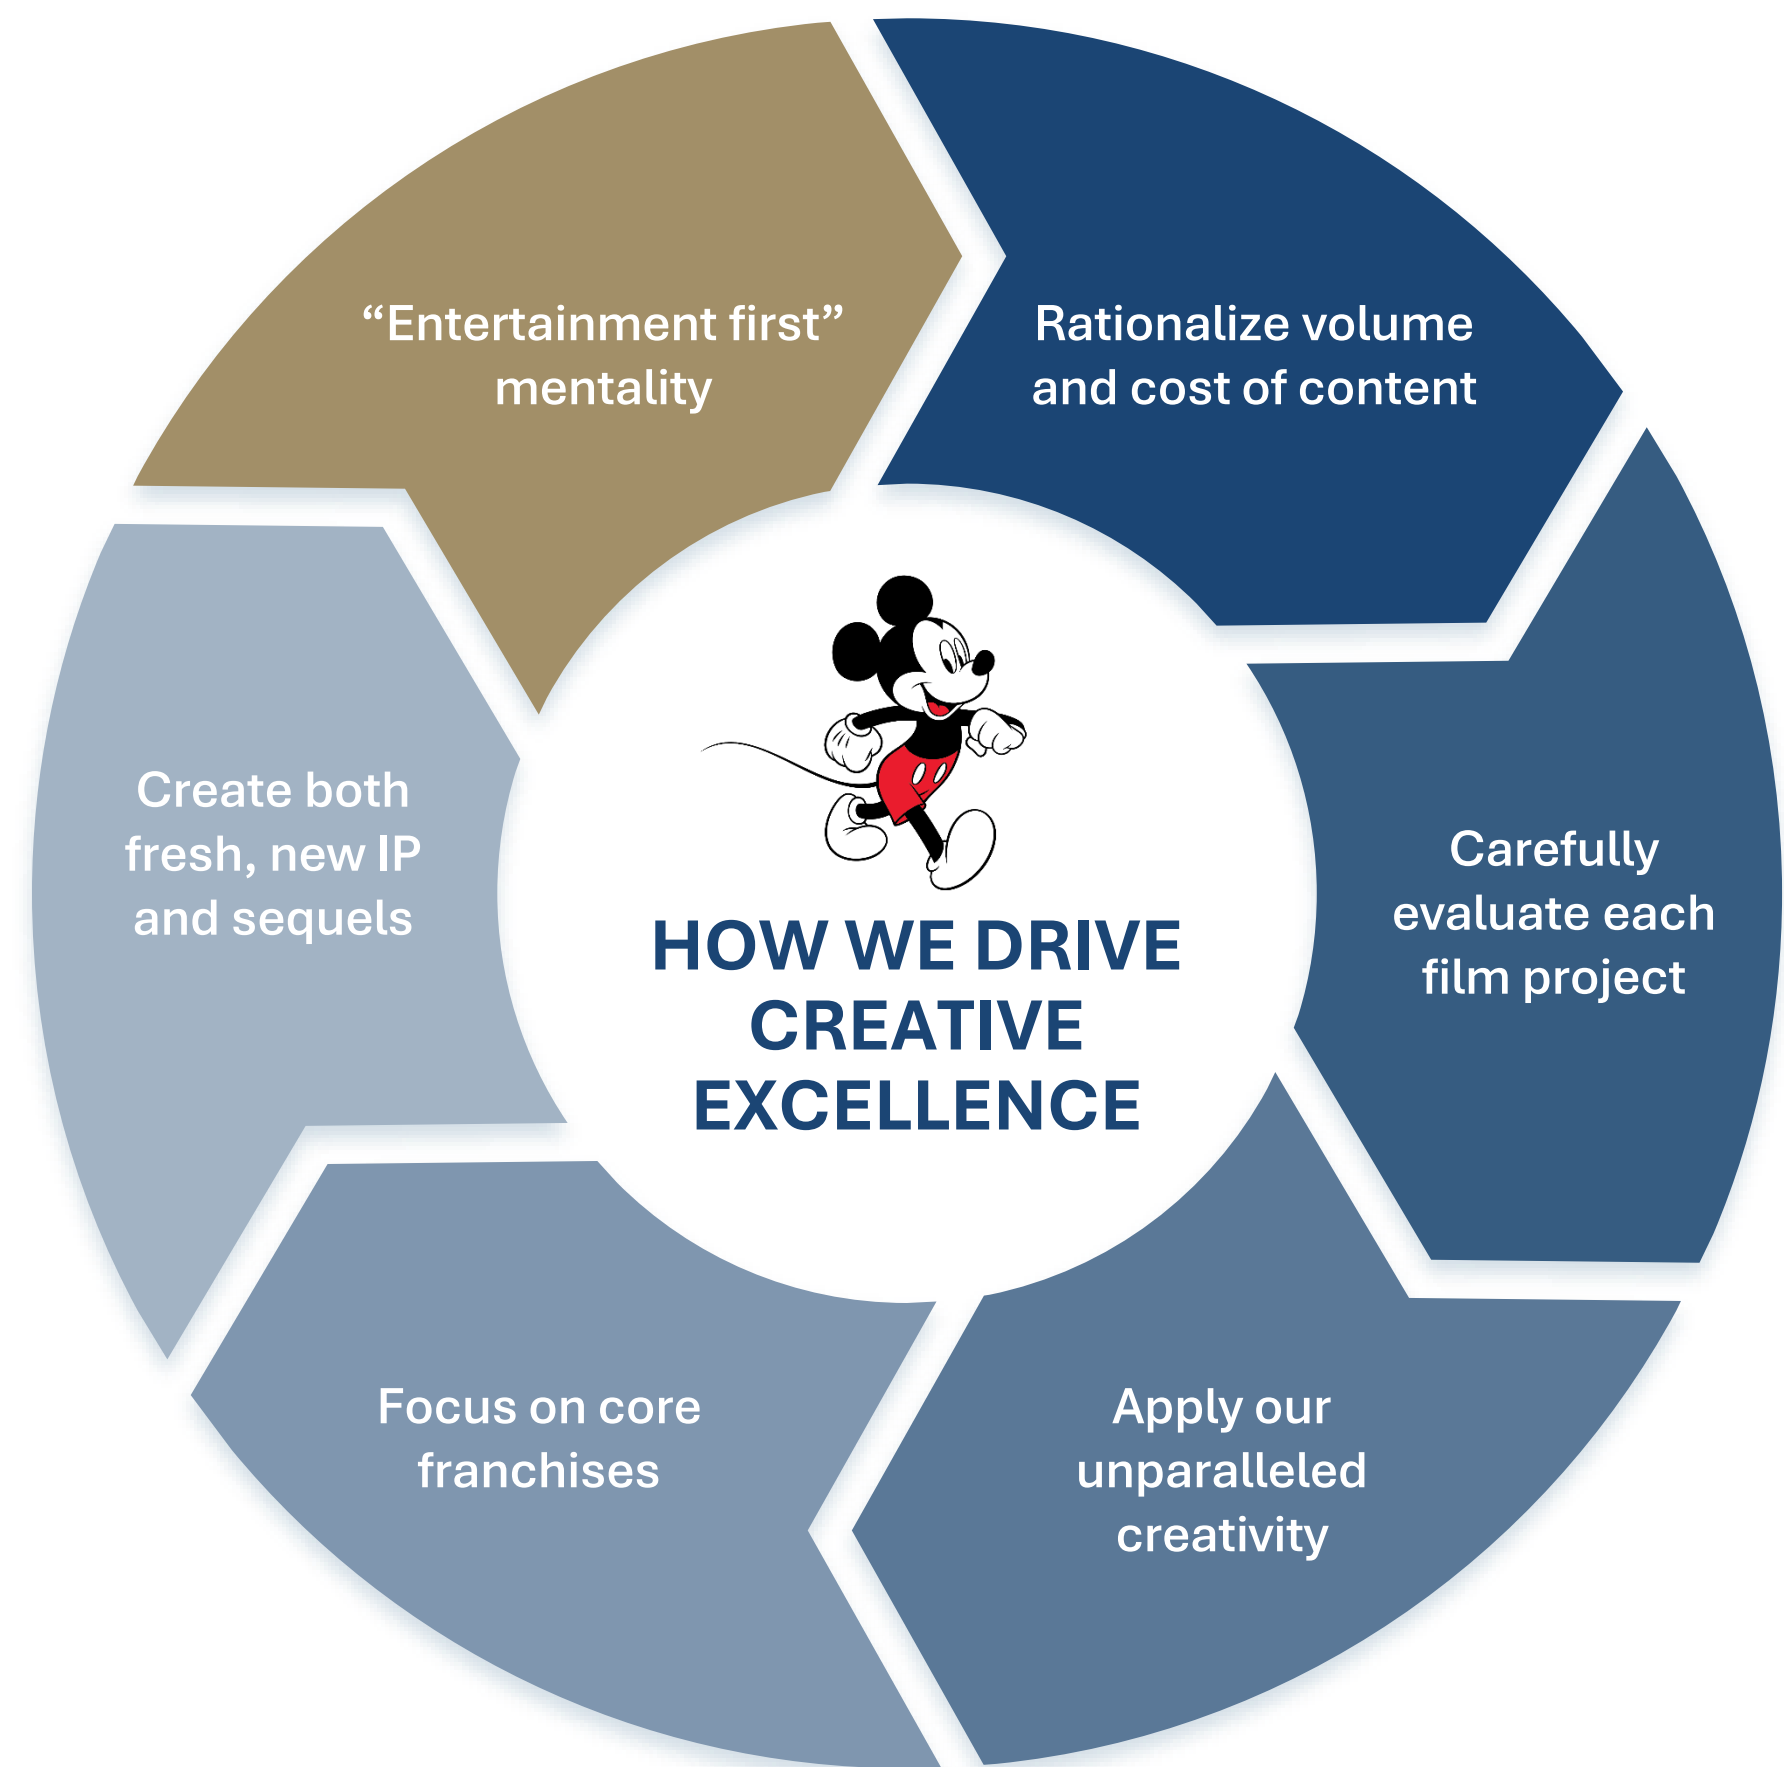 “Entertainment first”
mentality
Rationalize volume
and cost of content
Carefully
evaluate each
film project
Apply our
unparalleled
creativity
Focus on core
franchises
Create both
fresh, new IP
and sequels
HOW WE DRIVE
CREATIVE
EXCELLENCE